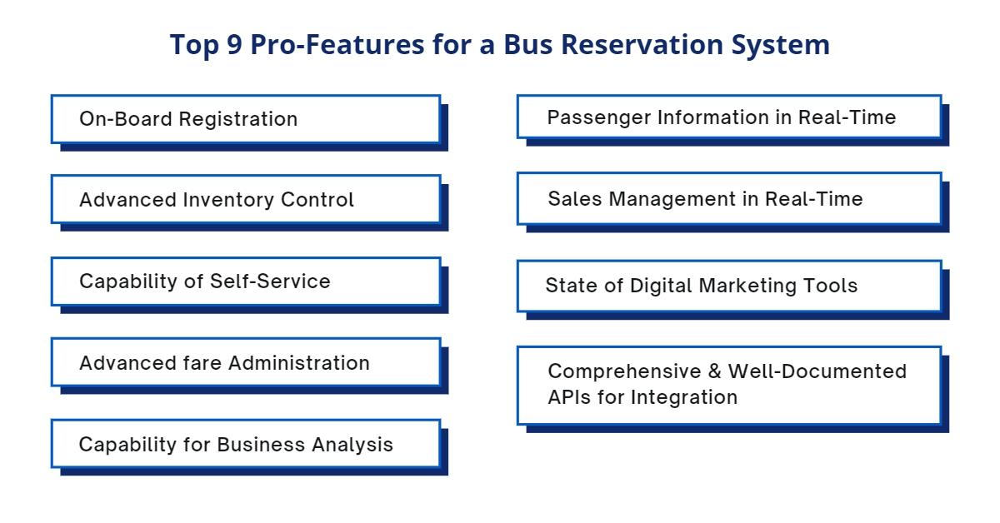 Top 9 Pro-Features for a Bus Reservation System
On-Board Registration
Advanced Inventory Control
Capability of Self-Service
Advanced fare Administration
Capability for Business Analysis
Passenger Information in Real-Time
Sales Management in Real-Time
State of Digital Marketing Tools
Comprehensive & Well-Documented
APIs for Integration